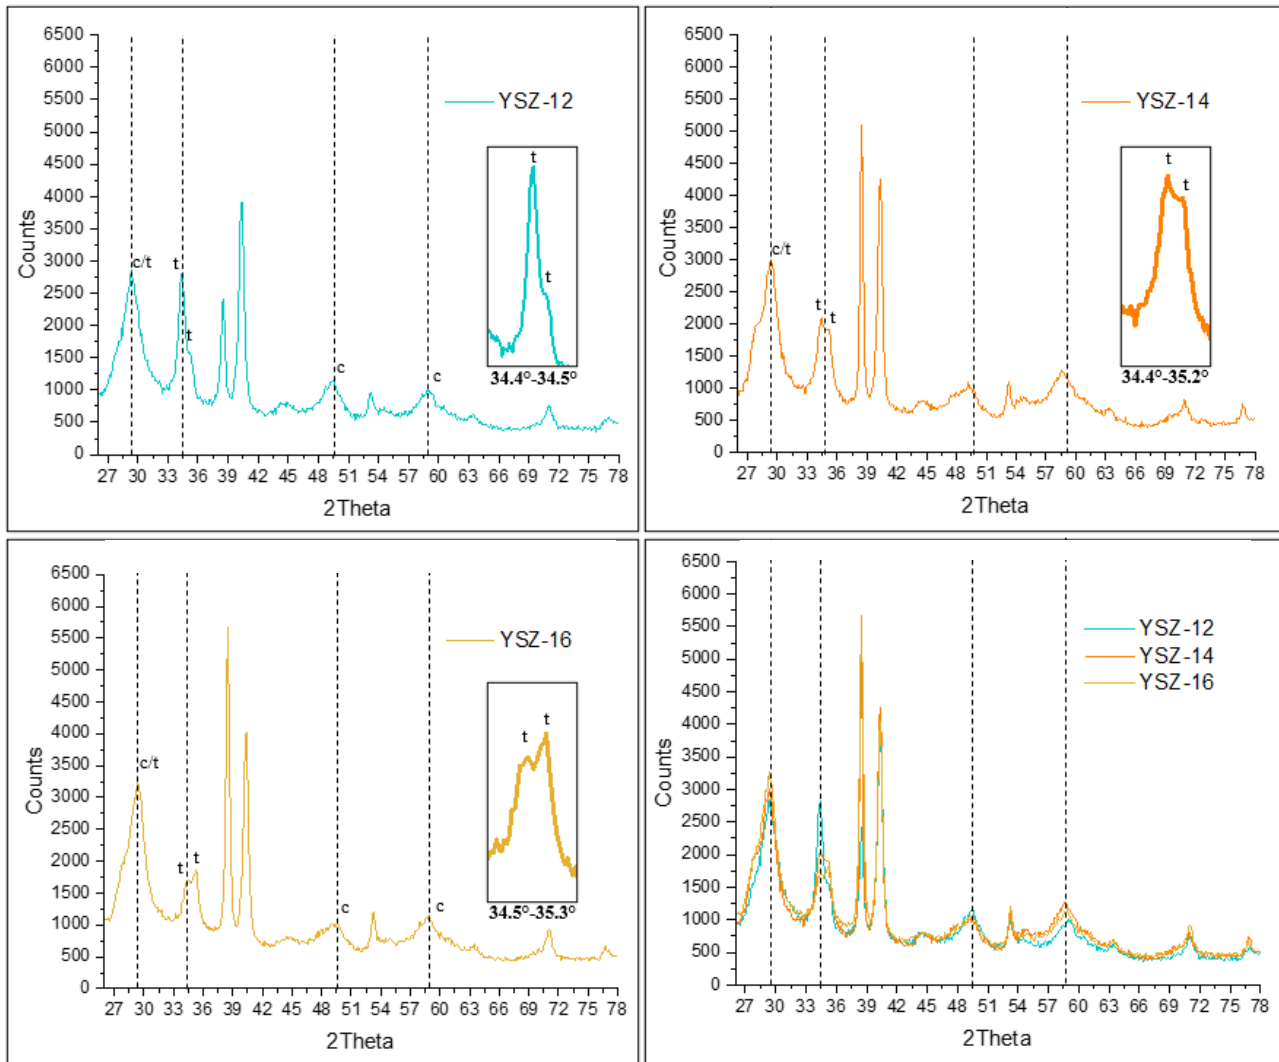 6500
6000
5500
5000
4500
4000
3500
3000
2500
2000
1500
1000
500
0
Counts
27 30 33 36 39 42 45 48 51 54 57 60 63 66 69 72 75 78
2Theta
YSZ-12
c/t
t
t
c
c
t
t
34.4°-34.5°
6500
6000
5500
5000
4500
4000
3500
3000
2500
2000
1500
1000
500
0
Counts
27 30 33 36 39 42 45 48 51 54 57 60 63 66 69 72 75 78
2Theta
YSZ-14
c/t
t
t
t
t
34.4°-35.2°
6500
6000
5500
5000
4500
4000
3500
3000
2500
2000
1500
1000
500
0
Counts
27 30 33 36 39 42 45 48 51 54 57 60 63 66 69 72 75 78
2Theta
YSZ-16
c/t
t
t
c
c
t
t
34.5°-35.3°
6500
6000
5500
5000
4500
4000
3500
3000
2500
2000
1500
1000
500
0
Counts
27 30 33 36 39 42 45 48 51 54 57 60 63 66 69 72 75 78
2Theta
YSZ-12
YSZ-14
YSZ-16